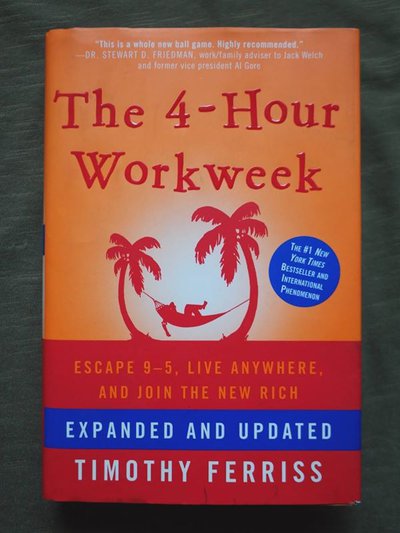 "This is a whole new ball game. Highly recommended."
—DR. STEWART D. FRIEDMAN, work/family adviser to Jack Welch
and former vice president Al Gore
The 4-Hour
Workweek
THE #1 NEW
YORK TIMES
BESTSELLER AND
INTERNATIONAL
PHENOMENON
ESCAPE 9–5, LIVE ANYWHERE,
AND JOIN THE NEW RICH
EXPANDED AND UPDATED
TIMOTHY FERRISS